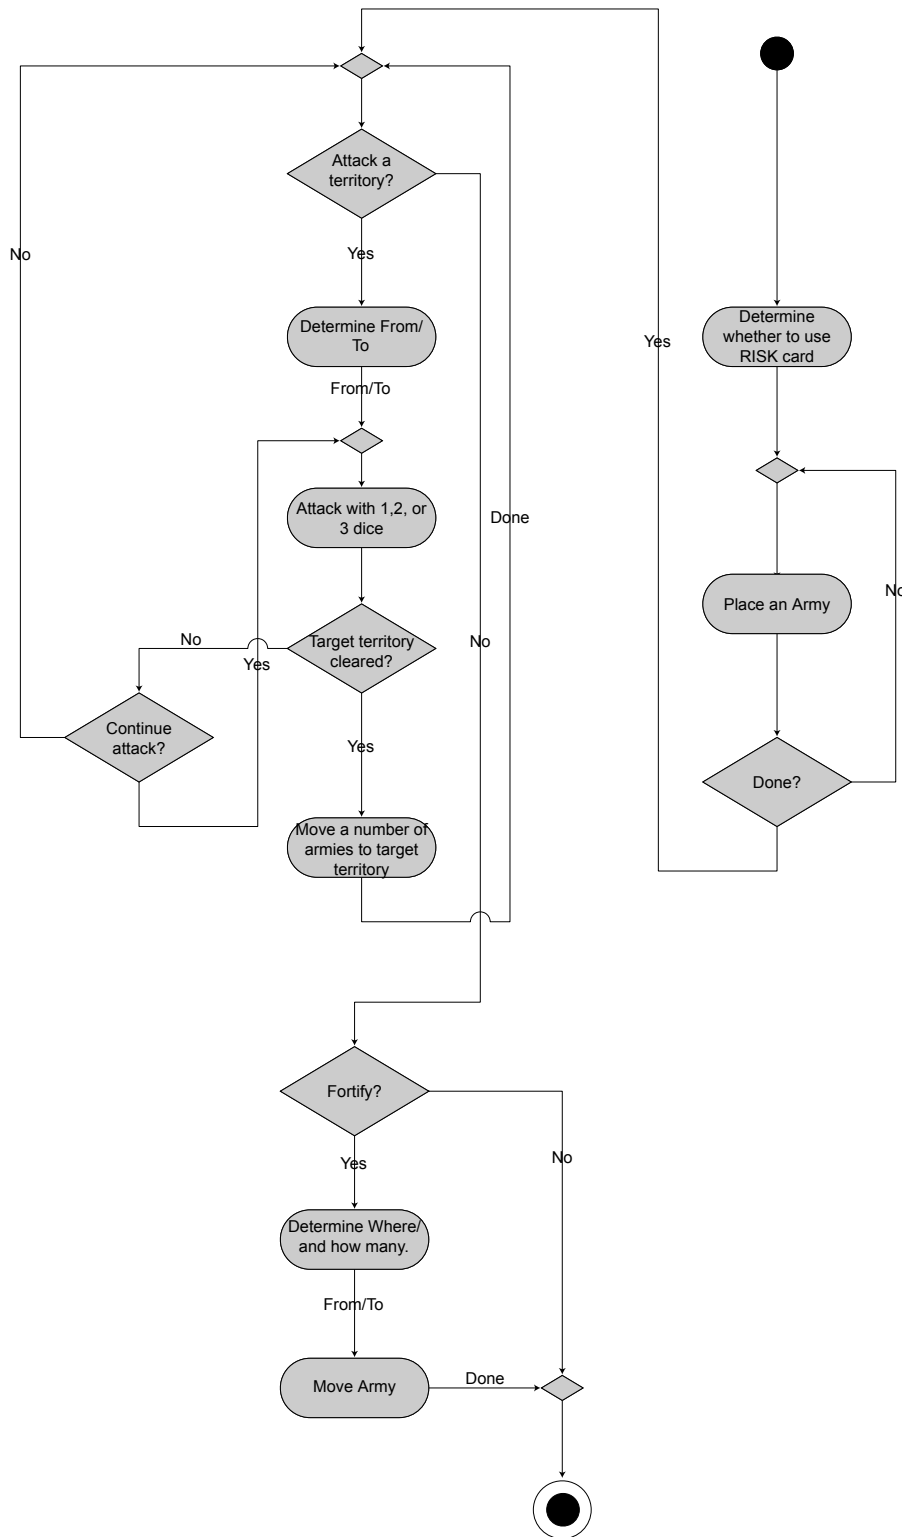 Attack a
territory?
No
Yes
Determine From/
To
From/To
Attack with 1,2, or
3 dice
Done
No
Target territory
cleared?
No
Yes
Continue
attack?
Yes
Move a number of
armies to target
territory
Determine
whether to use
RISK card
Yes
Place an Army
No
Done?
Fortify?
Yes
No
Determine Where/
and how many.
From/To
Move Army
Done